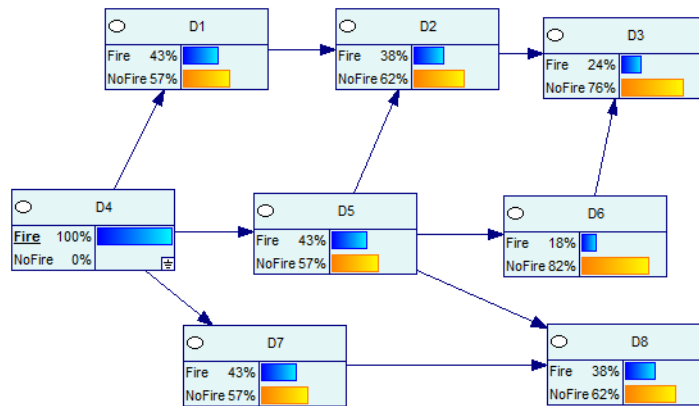 D1
Fire 43%
NoFire 57%
D2
Fire 38%
NoFire 62%
D3
Fire 24%
NoFire 76%
D4
Fire 100%
NoFire 0%
D5
Fire 43%
NoFire 57%
D6
Fire 18%
NoFire 82%
D7
Fire 43%
NoFire 57%
D8
Fire 38%
NoFire 62%